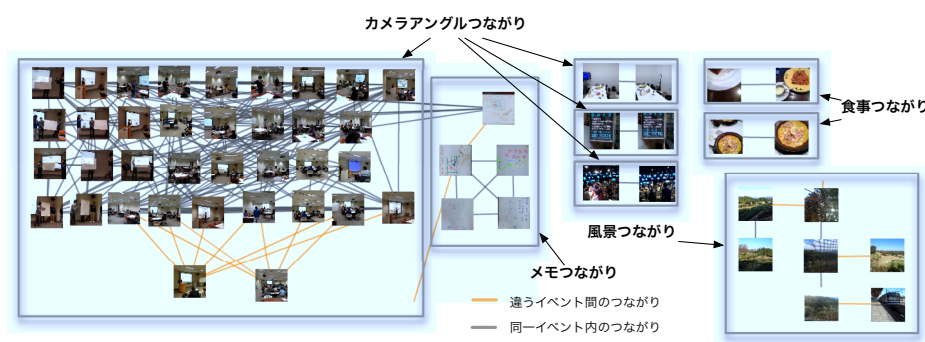 カメラアングルつながり
食事つながり
風景つながり
メモつながり
違うイベント間のつながり
同一イベント内のつながり